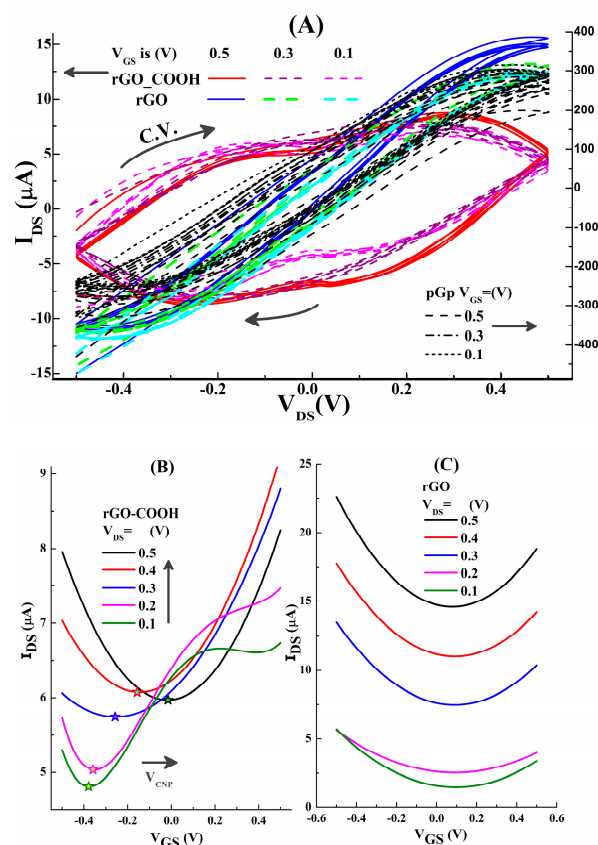 (A)
V_GS is (V) 0.5 0.3 0.1
rGO_COOH
rGO
C.V.
15
10
5
0
-5
-10
-15
I_DS (μA)
400
300
200
100
0
-100
-200
-300
-400
pGp V_GS=(V)
0.5
0.3
0.1
-0.4 -0.2 0.0 0.2 0.4
V_DS(V)
(B)
rGO-COOH
V_DS= (V)
0.5
0.4
0.3
0.2
0.1
9
8
7
6
5
I_DS (μA)
V_CNP
-0.4 -0.2 0.0 0.2 0.4
V_GS (V)
(C)
rGO
V_DS= (V)
0.5
0.4
0.3
0.2
0.1
25
20
15
10
5
0
I_DS (μA)
-0.6 -0.4 -0.2 0.0 0.2 0.4 0.6
V_GS (V)